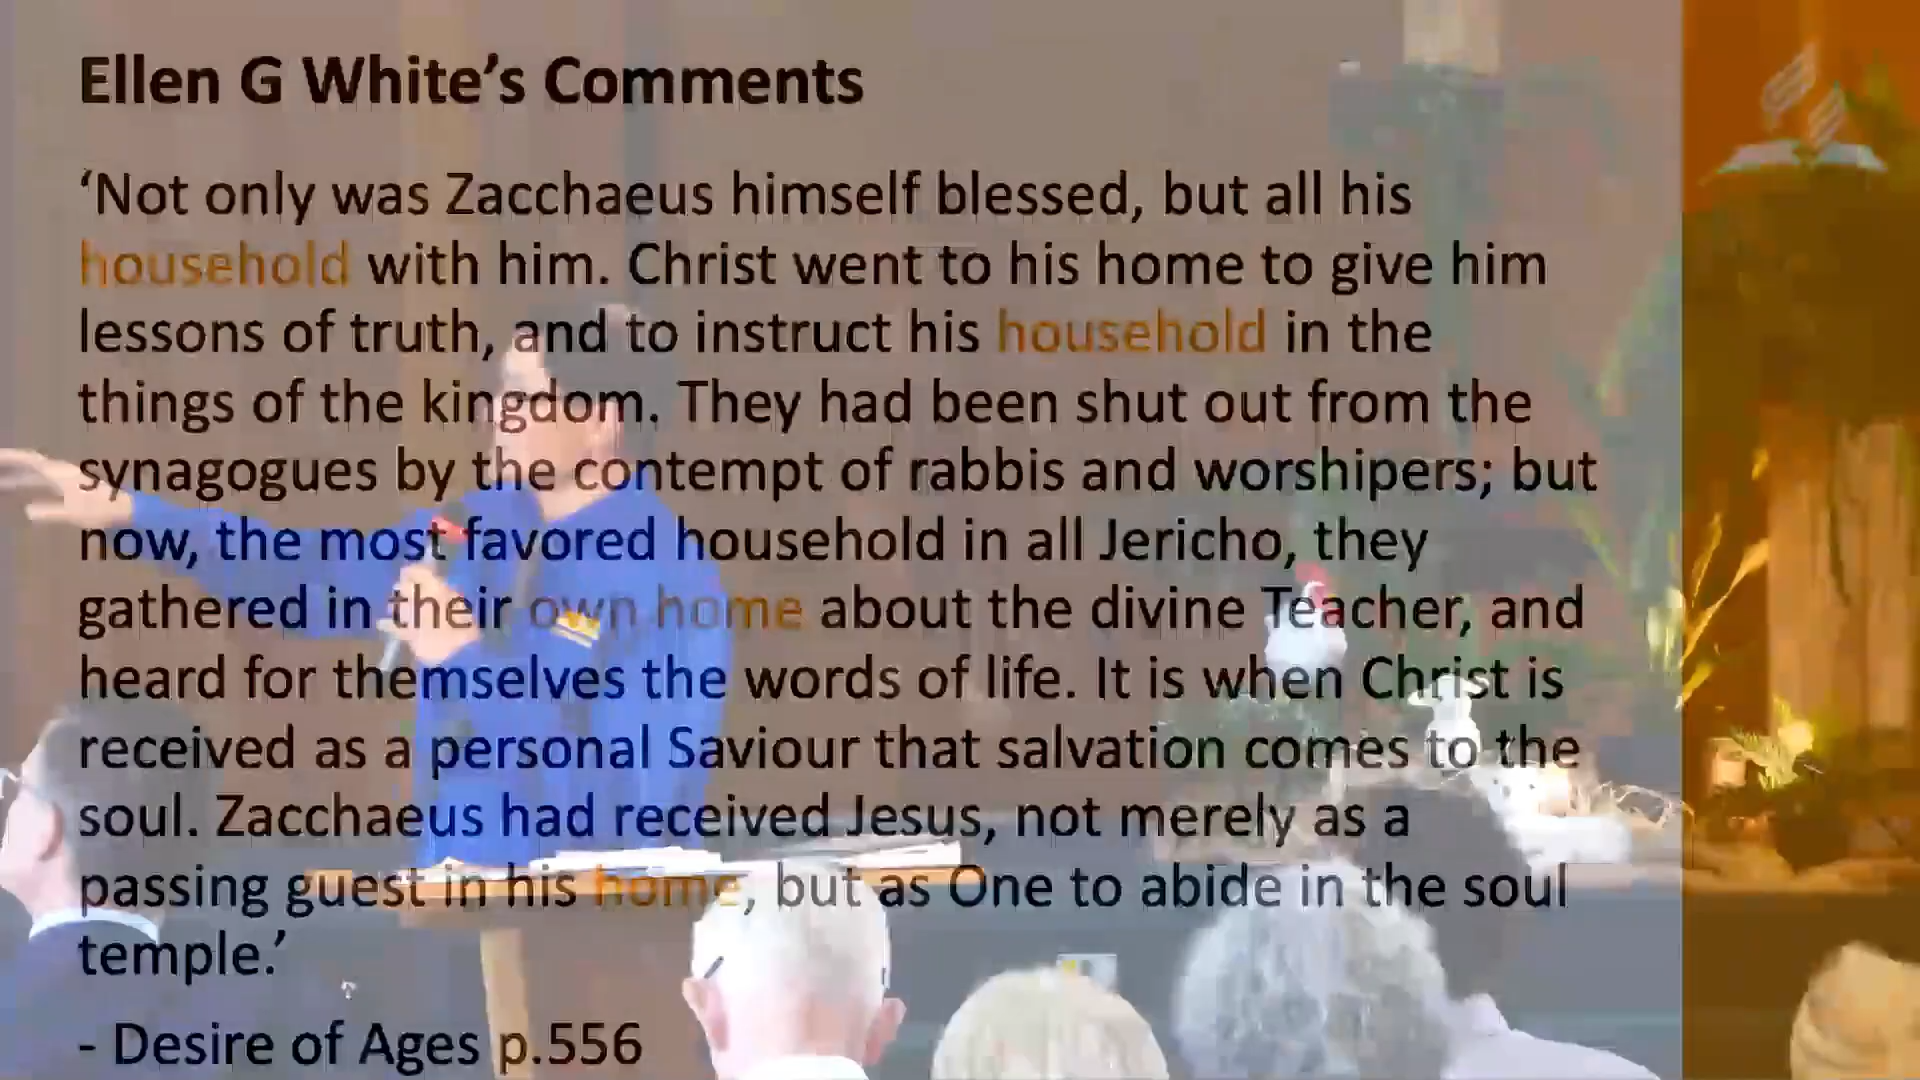 Ellen G White’s Comments
‘Not only was Zacchaeus himself blessed, but all his
household with him. Christ went to his home to give him
lessons of truth, and to instruct his household in the
things of the kingdom. They had been shut out from the
synagogues by the contempt of rabbis and worshipers; but
now, the most favored household in all Jericho, they
gathered in their own home about the divine Teacher, and
heard for themselves the words of life. It is when Christ is
received as a personal Saviour that salvation comes to the
soul. Zacchaeus had received Jesus, not merely as a
passing guest in his home, but as One to abide in the soul
temple.’
- Desire of Ages p.556